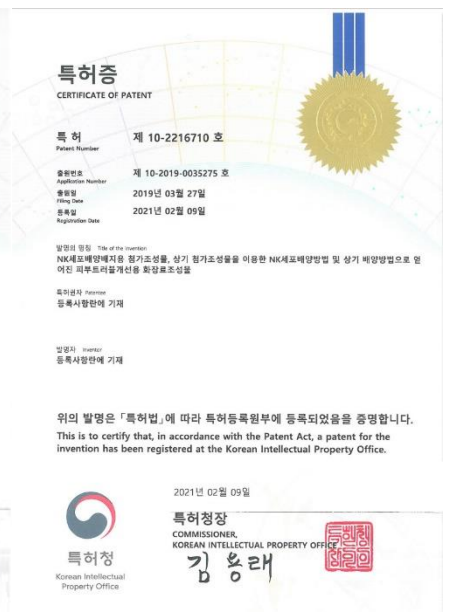 특허증
CERTIFICATE OF PATENT
특 허 제 10-2216710 호
Patent Number
출원번호 제 10-2019-0035275 호
Application Number
출원일 2019년 03월 27일
Filing Date
등록일 2021년 02월 09일
Registration Date
발명의 명칭 Title of the Invention
NK세포배양배지용 첨가조성물, 상기 첨가조성물을 이용한 NK세포배양방법 및 상기 배양방법으로 얻
어진 피부트러블개선용 화장료조성물
특허권자 Patentee
등록사항란에 기재
발명자 Inventor
등록사항란에 기재
위의 발명은 「특허법」에 따라 특허등록원부에 등록되었음을 증명합니다.
This is to certify that, in accordance with the Patent Act, a patent for the
invention has been registered at the Korean Intellectual Property Office.
2021년 02월 09일
특허청장
COMMISSIONER,
KOREAN INTELLECTUAL PROPERTY OFFICE
김용래
특허청
Korean Intellectual
Property Office